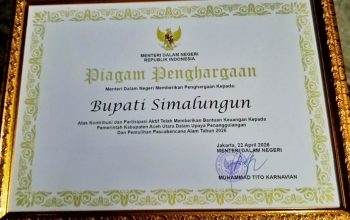 MENTERI DALAM NEGERI
REPUBLIK INDONESIA
Piagam Penghargaan
Menteri Dalam Negeri Memberikan Penghargaan Kepada
Bupati Simalungun
Atas Kontribusi dan Partisipasi Aktif Telah Memberikan Bantuan Keuangan Kepada
Pemerintah Kabupaten Aceh Utara Dalam Upaya Penanggulangan
Dan Pemulihan Pascabencana Alam Tahun 2026
Jakarta, 22 April 2026
MENTERI DALAM NEGERI
MUHAMMAD TITO KARNAVIAN